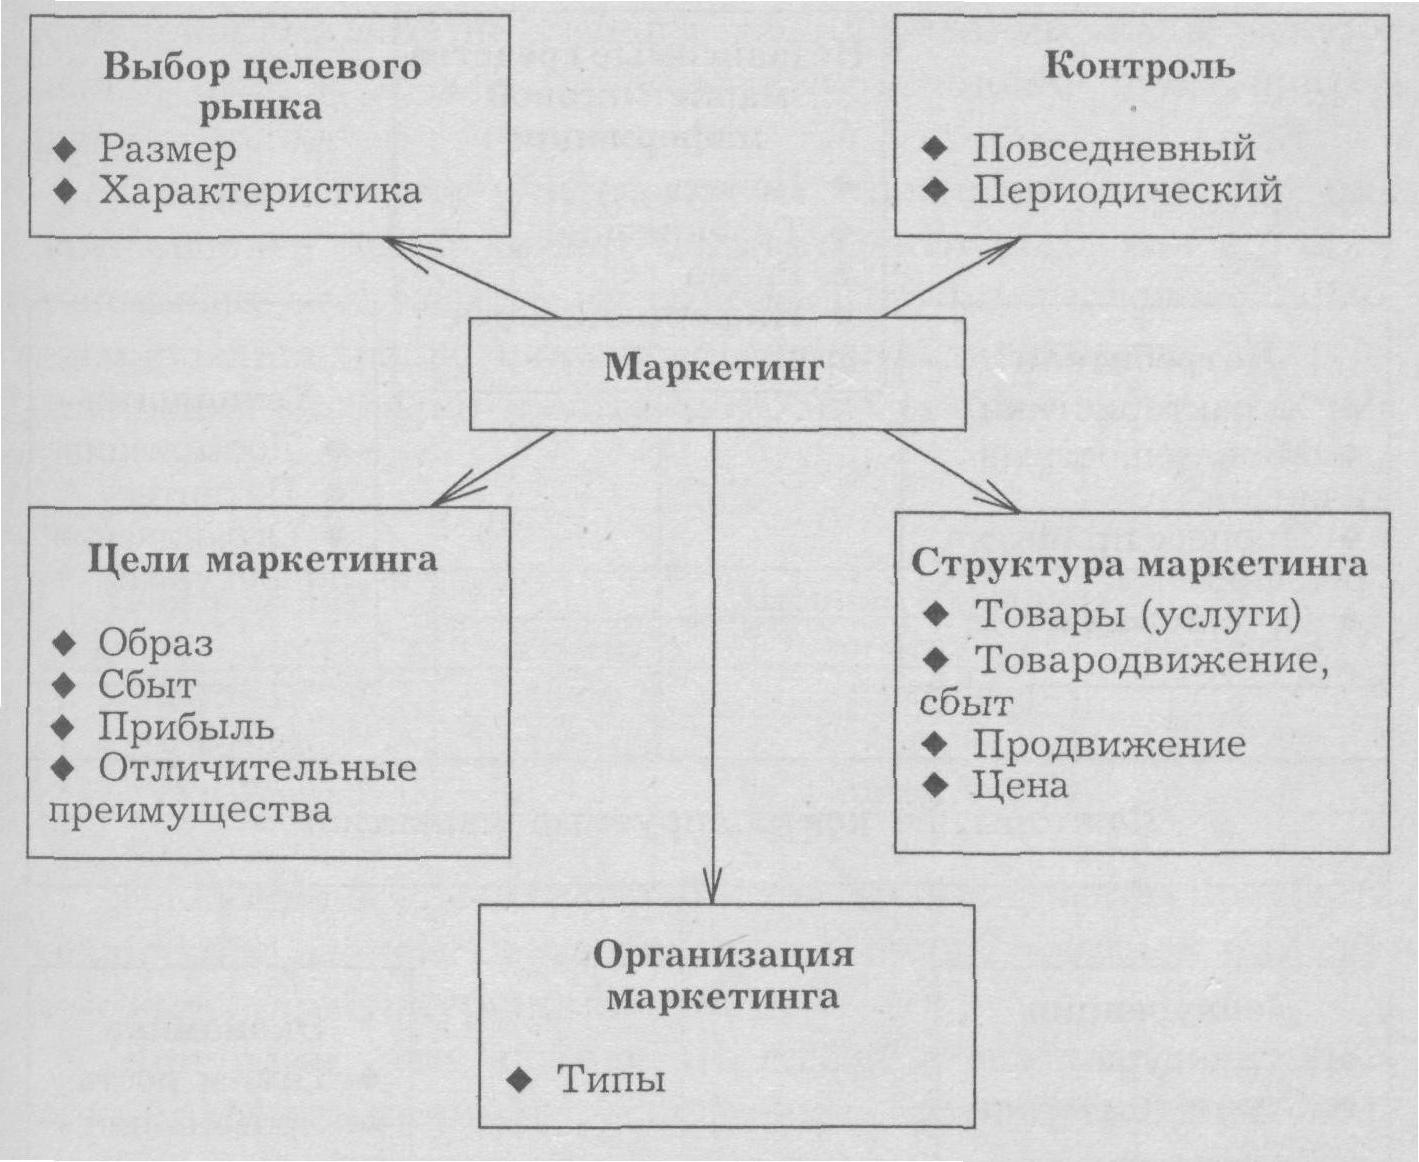 Выбор целевого
рынка
◆ Размер
◆ Характеристика
Контроль
◆ Повседневный
◆ Периодический
Маркетинг
Цели маркетинга
◆ Образ
◆ Сбыт
◆ Прибыль
◆ Отличительные
преимущества
Структура маркетинга
◆ Товары (услуги)
◆ Товародвижение,
сбыт
◆ Продвижение
◆ Цена
Организация
маркетинга
◆ Типы